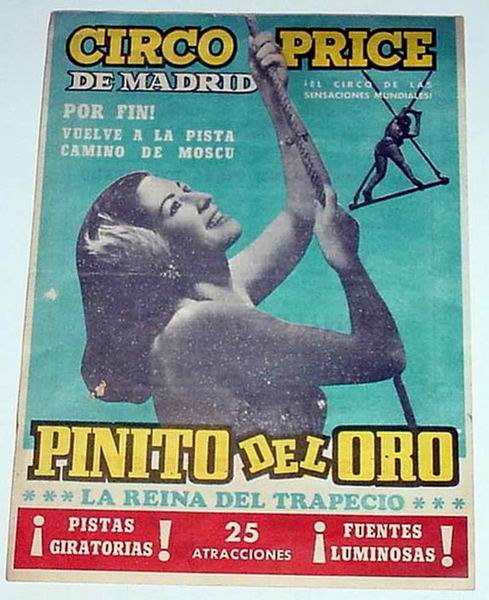 CIRCO PRICE
DE MADRID
¡EL CIRCO DE LAS
SENSACIONES MUNDIALES!
POR FIN!
VUELVE A LA PISTA
CAMINO DE MOSCU
PINITO DEL ORO
*** LA REINA DEL TRAPECIO ***
¡PISTAS
GIRATORIAS!
25
ATRACCIONES
¡FUENTES
LUMINOSAS!